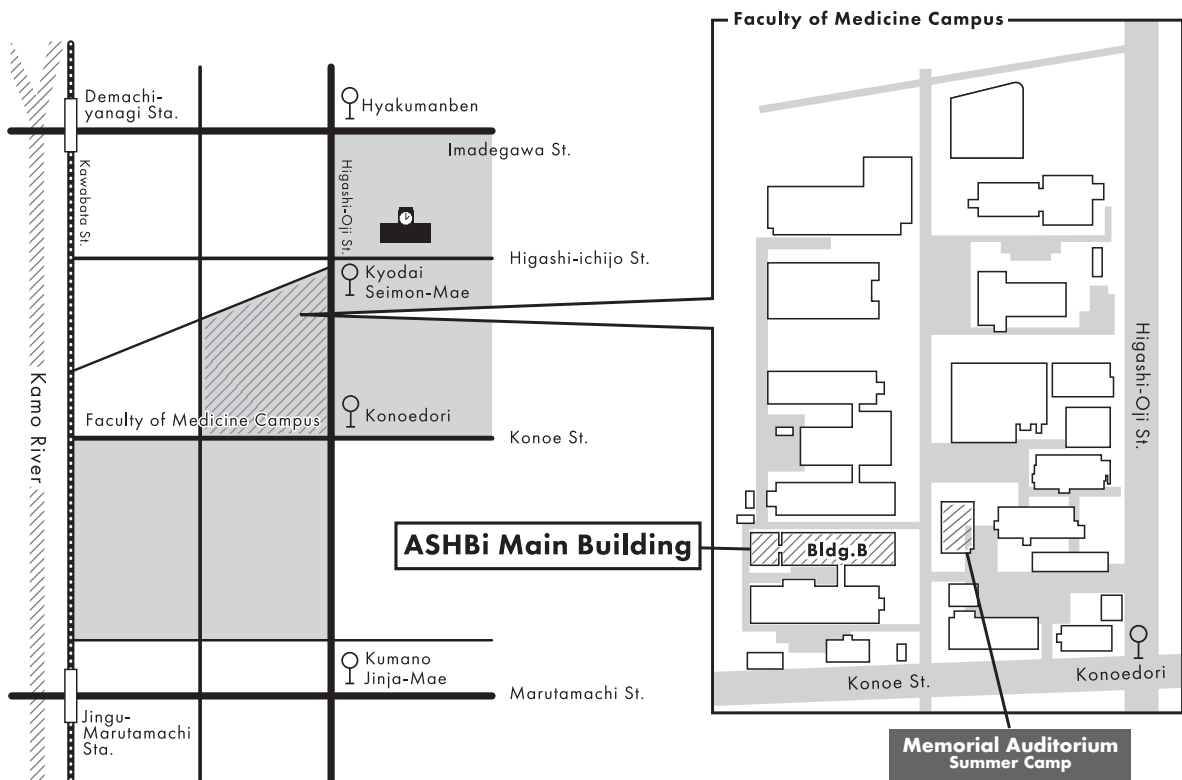 Faculty of Medicine Campus
Demachi-
yanagi Sta.
Hyakumanben
Imadegawa St.
Kawabata St.
Higashi-Oji St.
Higashi-ichijo St.
Kyodai
Seimon-Mae
Kamo River
Faculty of Medicine Campus
Konoedori
Konoe St.
Kumano
Jinja-Mae
Marutamachi St.
Jingu-
Marutamachi
Sta.
Higashi-Oji St.
ASHBi Main Building
Bldg.B
Konoe St.
Konoedori
Memorial Auditorium
Summer Camp